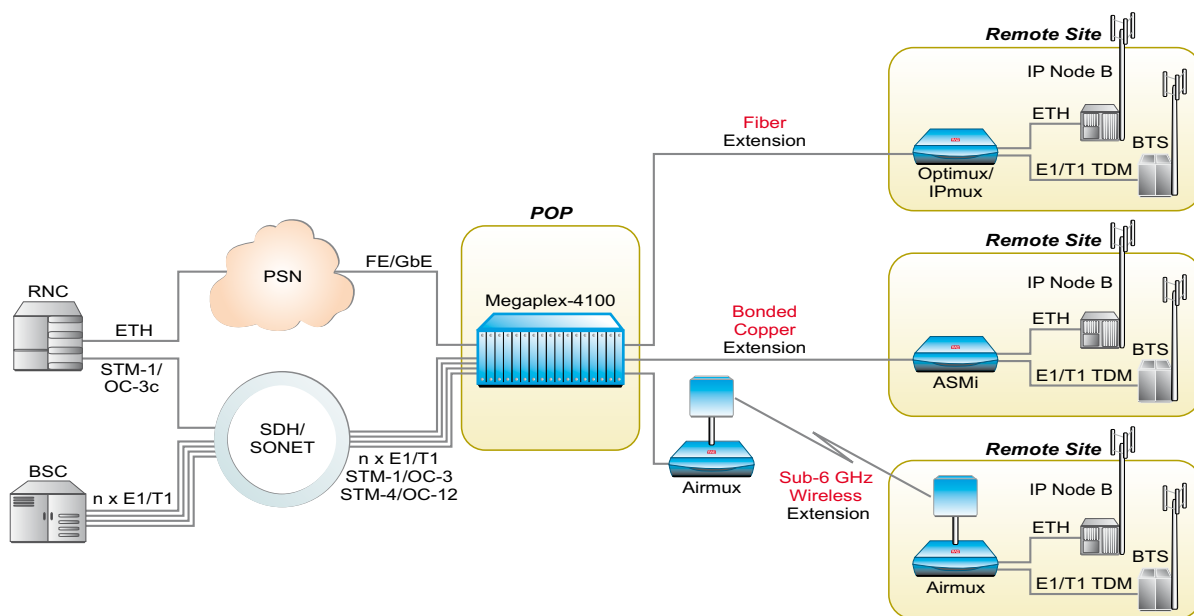 RNC
ETH
STM-1/
OC-3c
BSC
n x E1/T1
PSN
FE/GbE
SDH/
SONET
n x E1/T1
STM-1/OC-3
STM-4/OC-12
POP
Megaplex-4100
Fiber
Extension
Bonded
Copper
Extension
Airmux
Sub-6 GHz
Wireless
Extension
Remote Site
IP Node B
ETH
BTS
E1/T1 TDM
Optimux/
IPmux
Remote Site
IP Node B
ETH
BTS
E1/T1 TDM
ASMi
Remote Site
IP Node B
ETH
BTS
E1/T1 TDM
Airmux